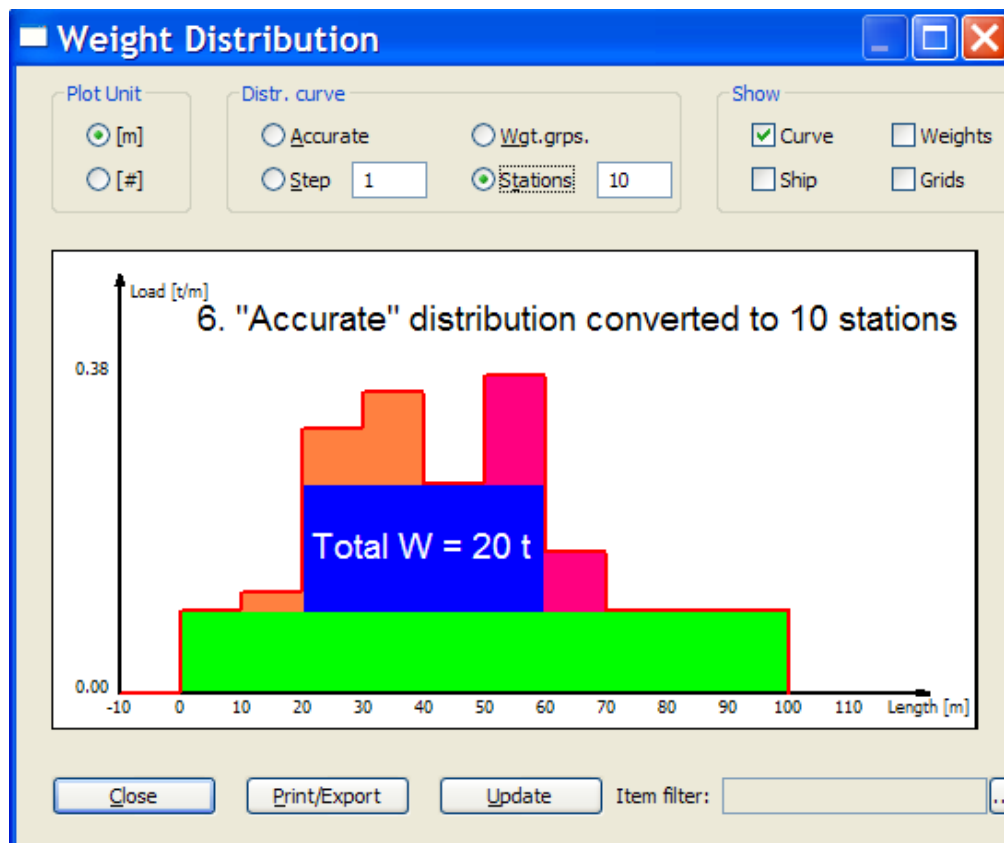 Weight Distribution
Plot Unit
Distr. curve
Show
[m]
Accurate
Wgt.grps.
Curve
Weights
[#]
Step
1
Stations
10
Ship
Grids
Load [t/m]
6. "Accurate" distribution converted to 10 stations
0.38
Total W = 20 t
0.00
-10 0 10 20 30 40 50 60 70 80 90 100 110 Length [m]
Close
Print/Export
Update
Item filter: